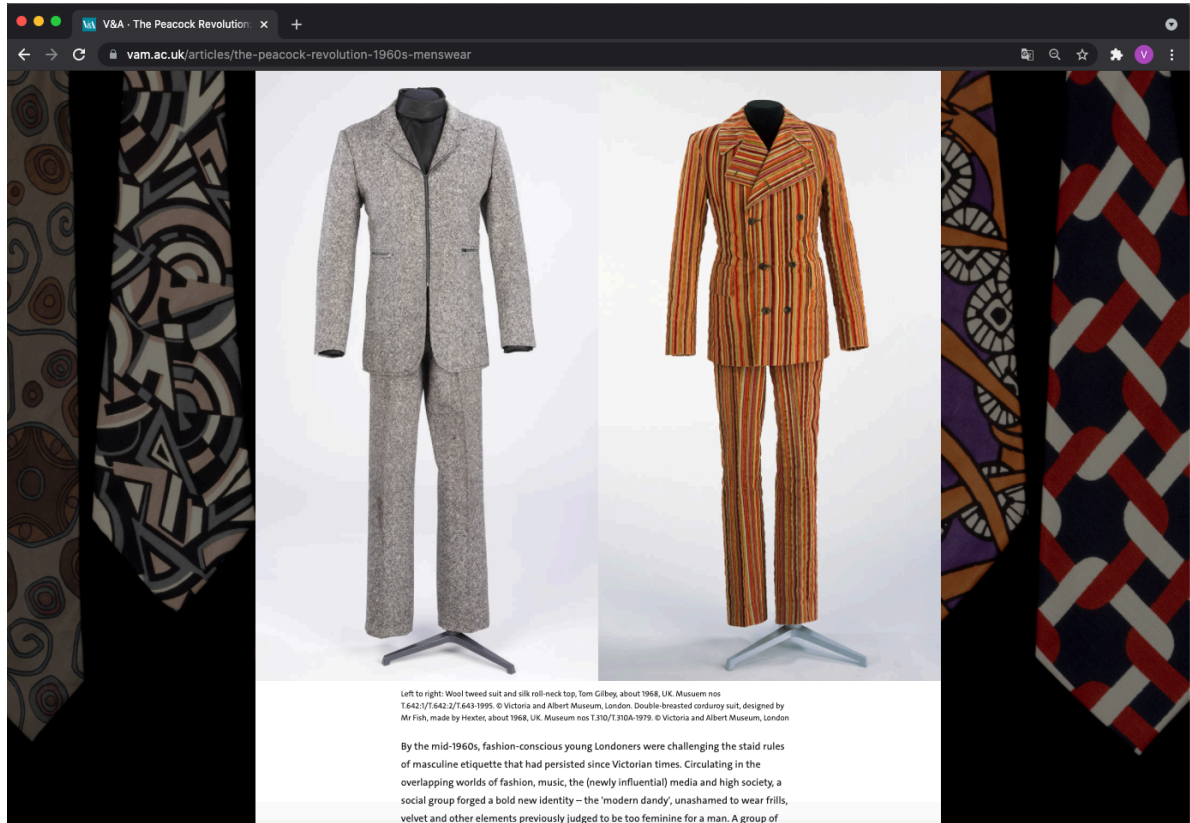 V&A · The Peacock Revolution
vam.ac.uk/articles/the-peacock-revolution-1960s-menswear
V
Left to right: Wool tweed suit and silk roll-neck top, Tom Gilbey, about 1968, UK. Musuem nos
T.642:1/T.642:2/T.643-1995. © Victoria and Albert Museum, London. Double-breasted corduroy suit, designed by
Mr Fish, made by Hexter, about 1968, UK. Museum nos T.310/T.310A-1979. © Victoria and Albert Museum, London
By the mid-1960s, fashion-conscious young Londoners were challenging the staid rules
of masculine etiquette that had persisted since Victorian times. Circulating in the
overlapping worlds of fashion, music, the (newly influential) media and high society, a
social group forged a bold new identity – the 'modern dandy', unashamed to wear frills,
velvet and other elements previously judged to be too feminine for a man. A group of